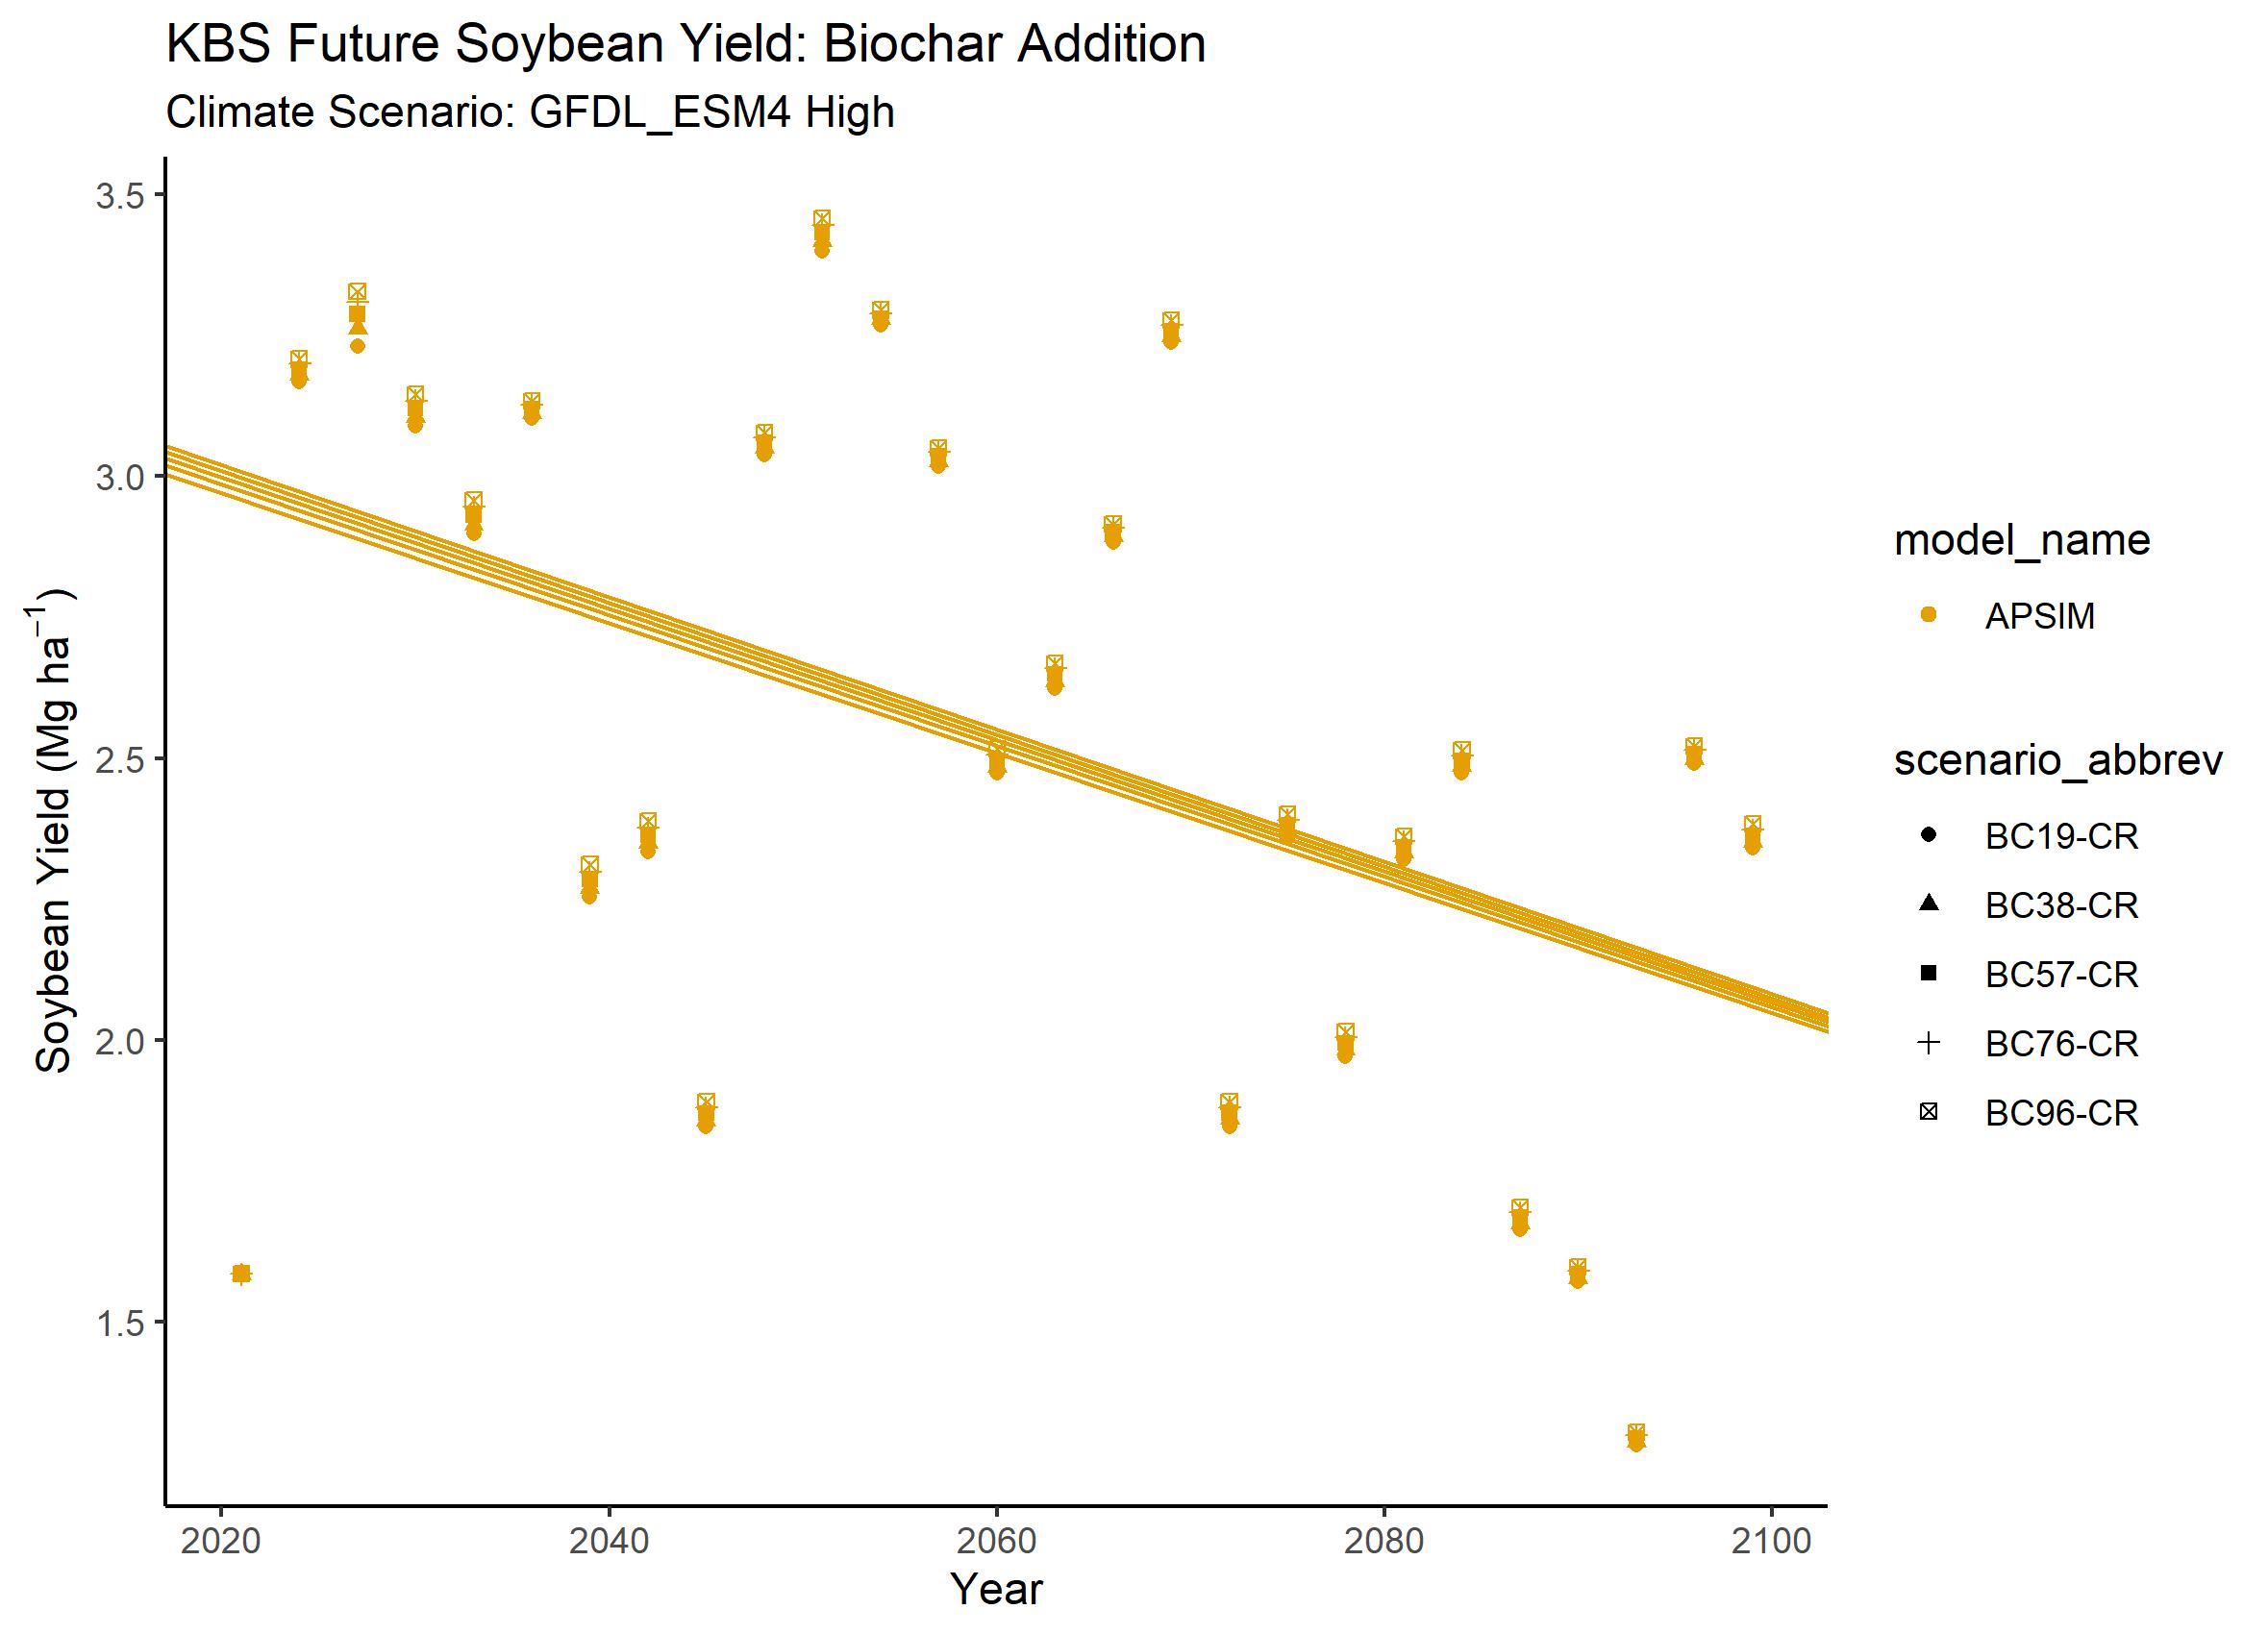 KBS Future Soybean Yield: Biochar Addition
Climate Scenario: GFDL_ESM4 High
Soybean Yield (Mg ha⁻¹)
3.5
3.0
2.5
2.0
1.5
2020
2040
2060
2080
2100
Year
model_name
APSIM
scenario_abbrev
BC19-CR
BC38-CR
BC57-CR
BC76-CR
BC96-CR